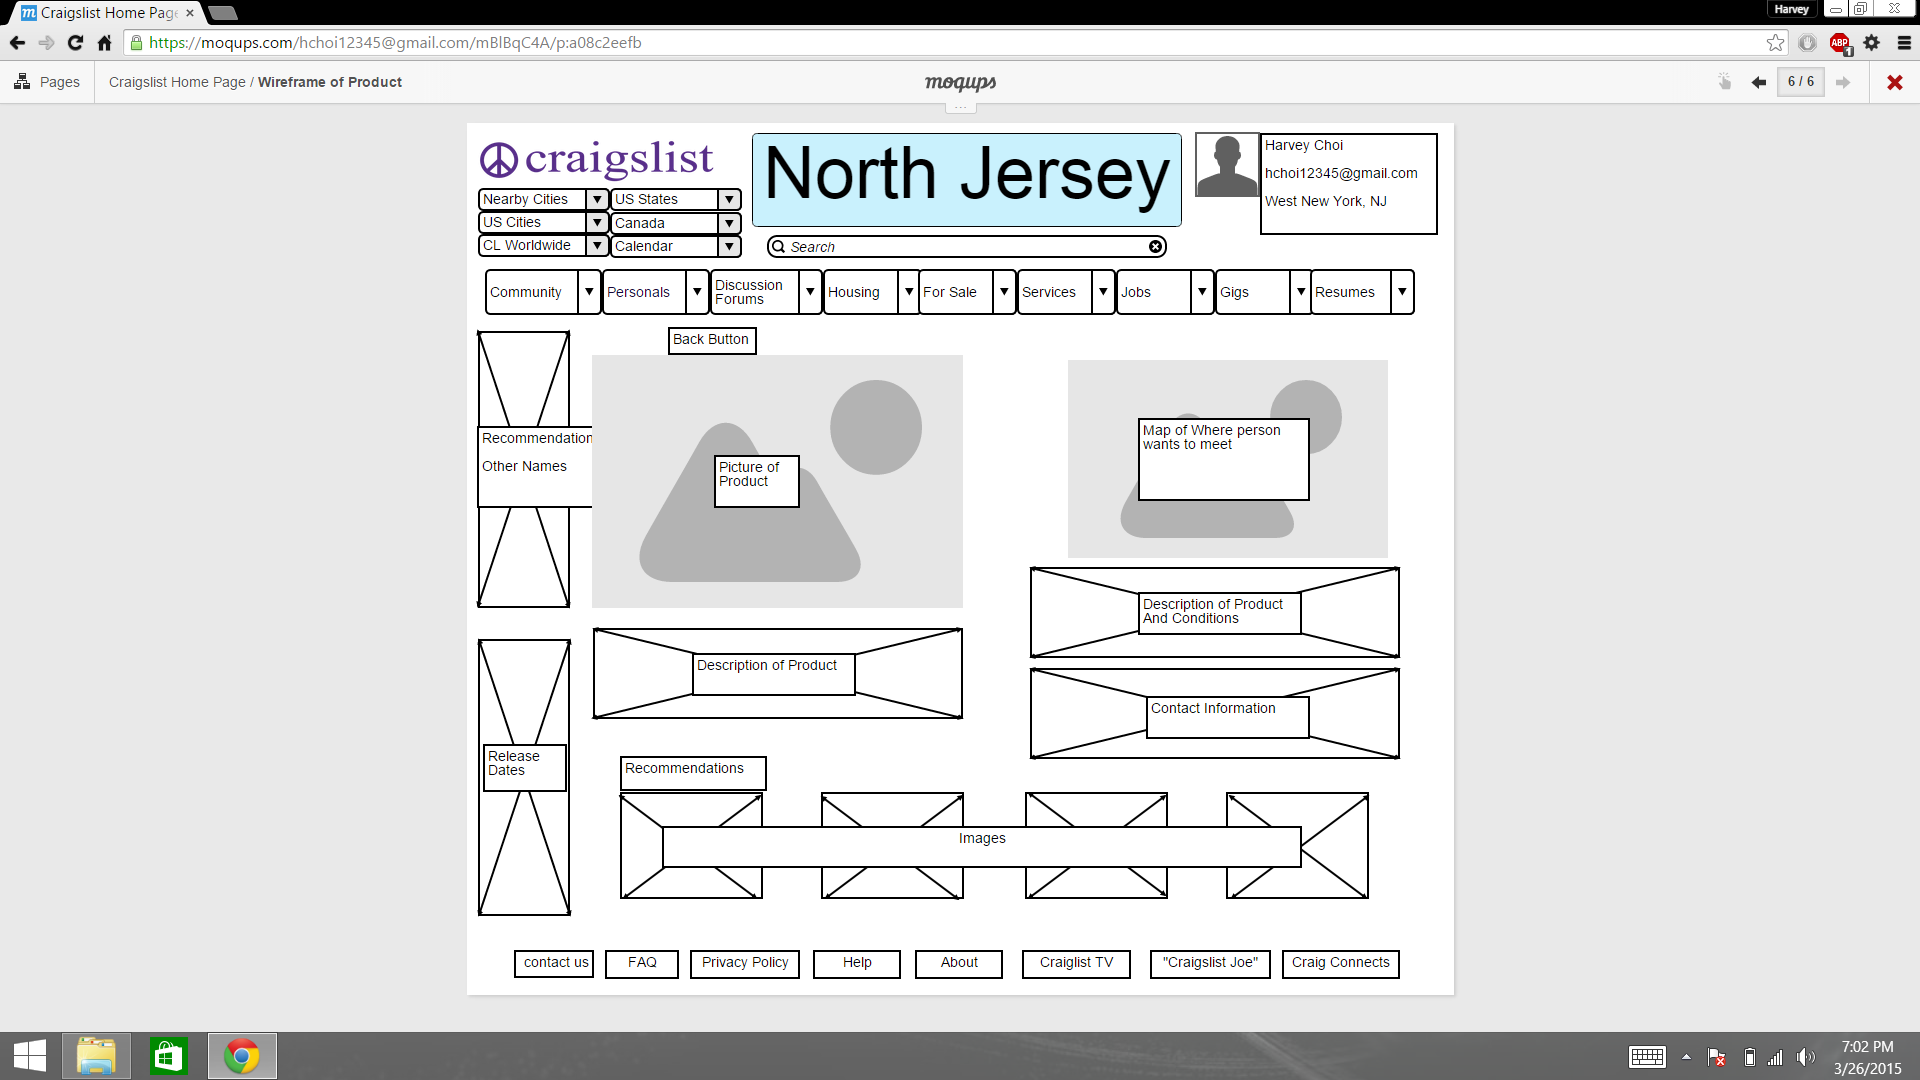 Craigslist Home Pag
Harvey
https://moqups.com/hchoi12345@gmail.com/mBlBqC4A/p:a08c2eefb
ABP
1
Pages
Craigslist Home Page / Wireframe of Product
moqups
6 / 6
...
craigslist
North Jersey
Harvey Choi
hchoi12345@gmail.com
West New York, NJ
Nearby Cities
US States
US Cities
Canada
CL Worldwide
Calendar
Search
Community
Personals
Discussion
Forums
Housing
For Sale
Services
Jobs
Gigs
Resumes
Back Button
Recommendation
Other Names
Picture of
Product
Map of Where person
wants to meet
Description of Product
And Conditions
Description of Product
Contact Information
Release
Dates
Recommendations
Images
contact us
FAQ
Privacy Policy
Help
About
Craiglist TV
"Craigslist Joe"
Craig Connects
7:02 PM
3/26/2015